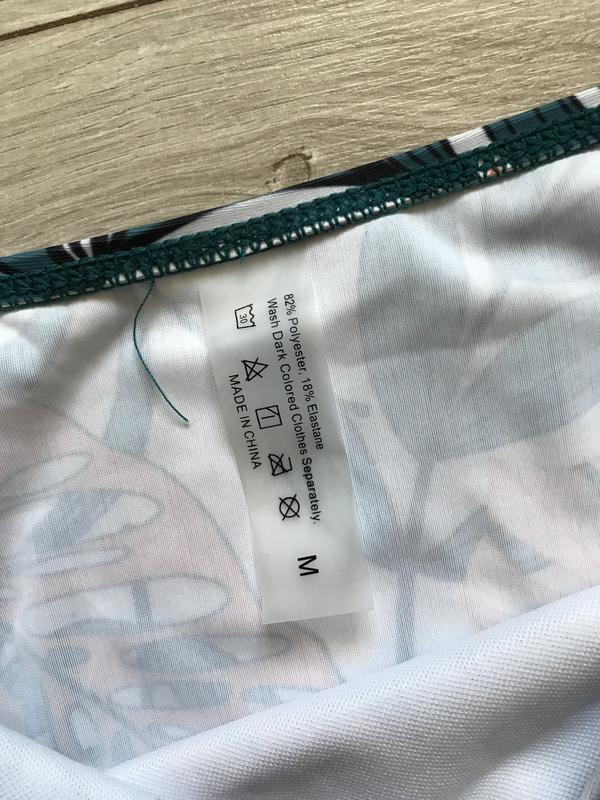 82% Polyester, 18% Elastane
Wash Dark Colored Clothes Separately.
30
MADE IN CHINA
M